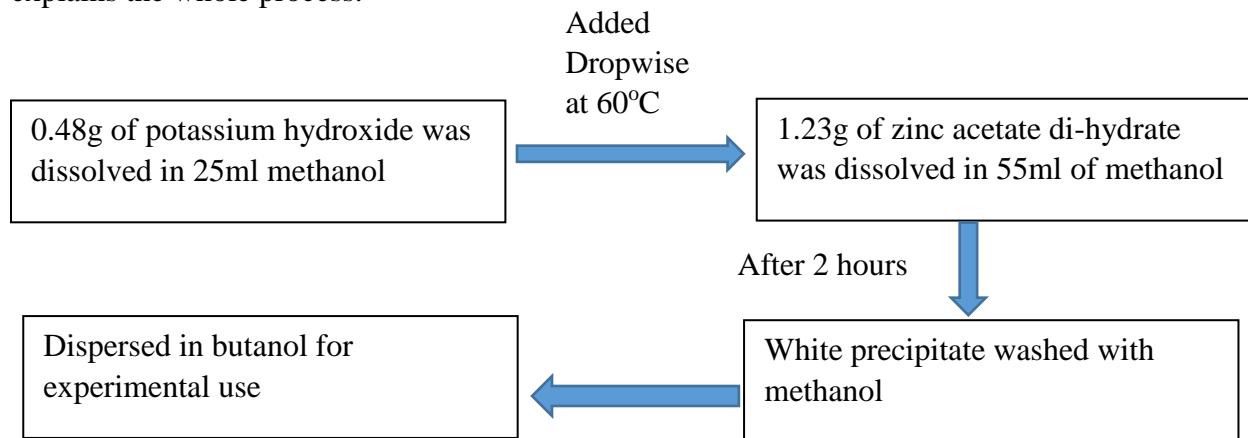 explains the whole process.
Added
Dropwise
at 60°C
0.48g of potassium hydroxide was
dissolved in 25ml methanol
1.23g of zinc acetate di-hydrate
was dissolved in 55ml of methanol
After 2 hours
White precipitate washed with
methanol
Dispersed in butanol for
experimental use